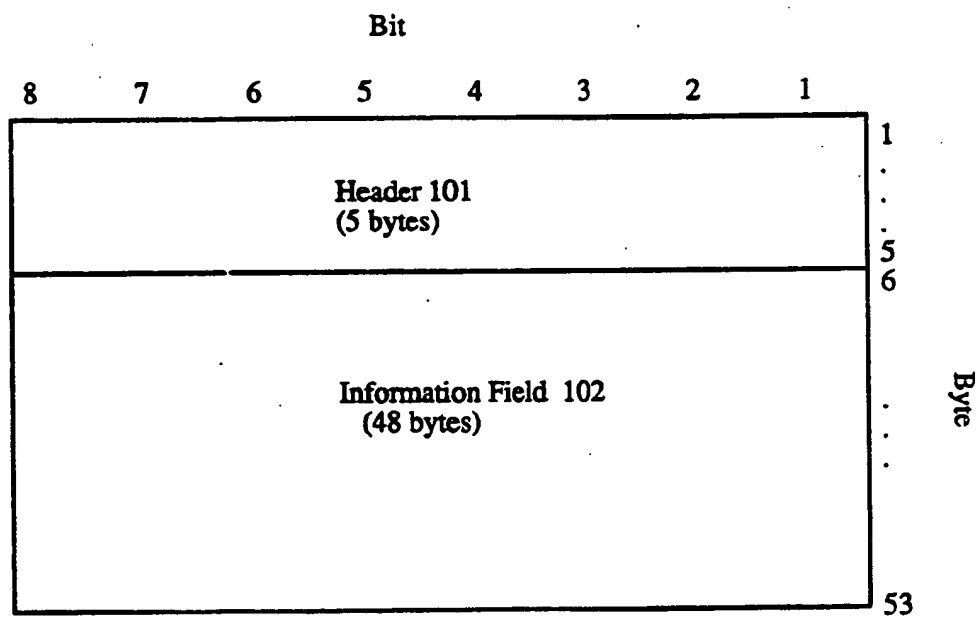 Bit
8 7 6 5 4 3 2 1
1
Header 101
(5 bytes)
5
6
Information Field 102
(48 bytes)
Byte
53